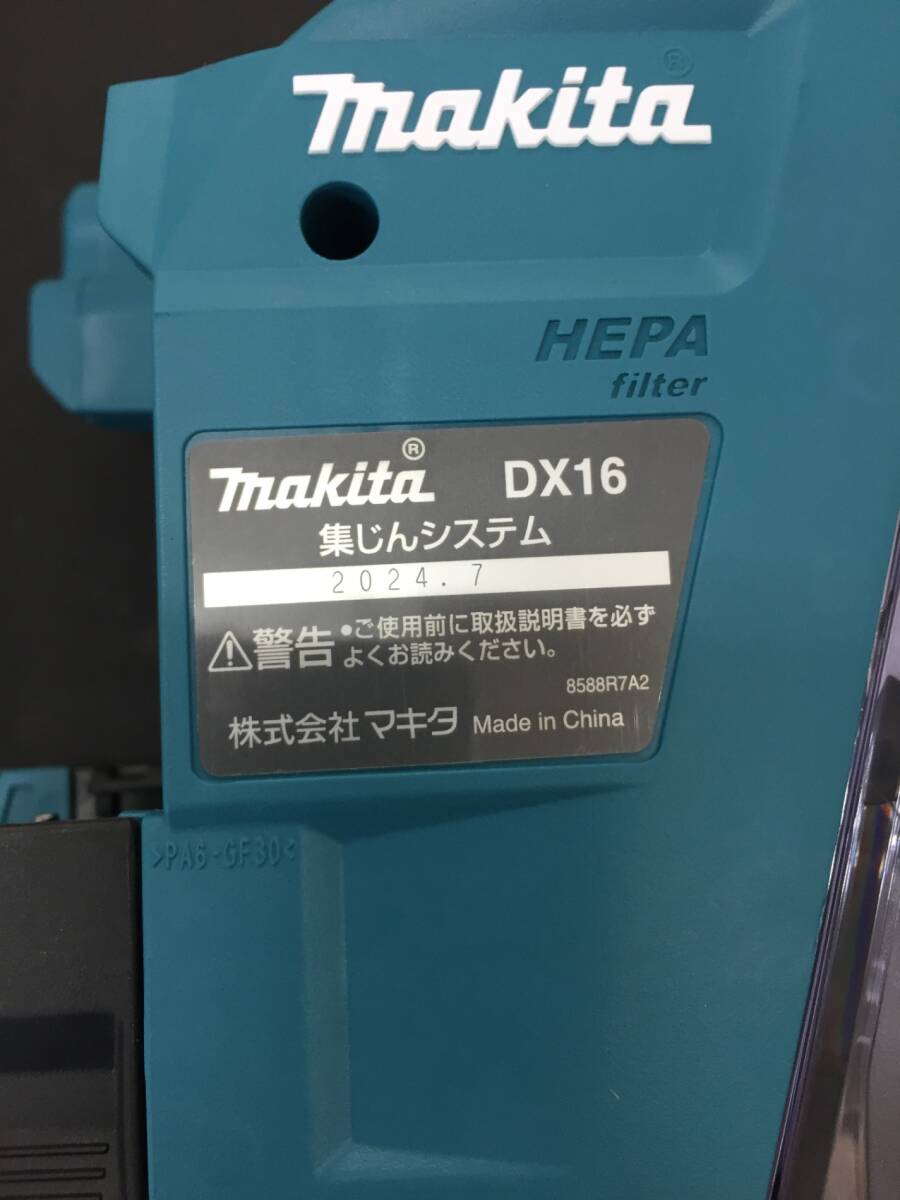 makita®
HEPA
filter
makita® DX16
集じんシステム
2024.7
警告 •ご使用前に取扱説明書を必ず
よくお読みください。
8588R7A2
株式会社マキタ Made in China
>PA6-GF30<